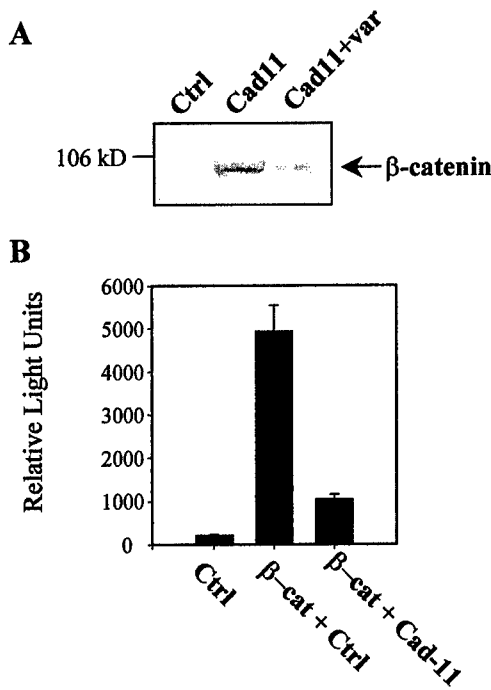 A
Ctrl
Cad11
Cad11+var
106 kD
β-catenin
B
6000
5000
4000
3000
2000
1000
0
Relative Light Units
Ctrl
β–cat + Ctrl
β–cat + Cad-11